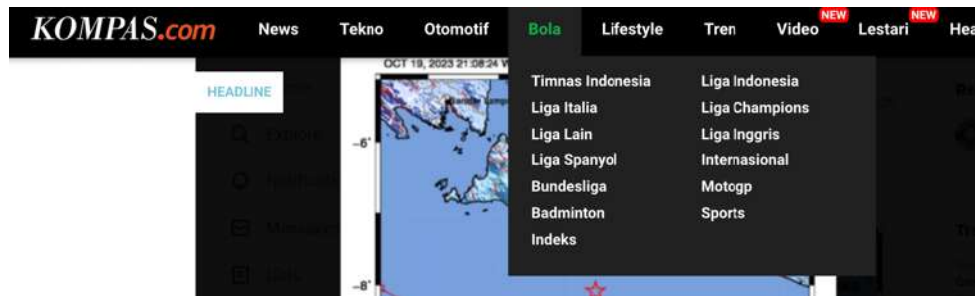 KOMPAS.com News Tekno Otomotif Bola Lifestyle Tren Video NEW Lestari NEW Hea
OCT 19, 2023 21:08:24 W
HEADLINE
Timnas Indonesia Liga Indonesia
Liga Italia Liga Champions
Liga Lain Liga Inggris
Liga Spanyol Internasional
Bundesliga Motogp
Badminton Sports
Indeks
Explore
-6°
-8°